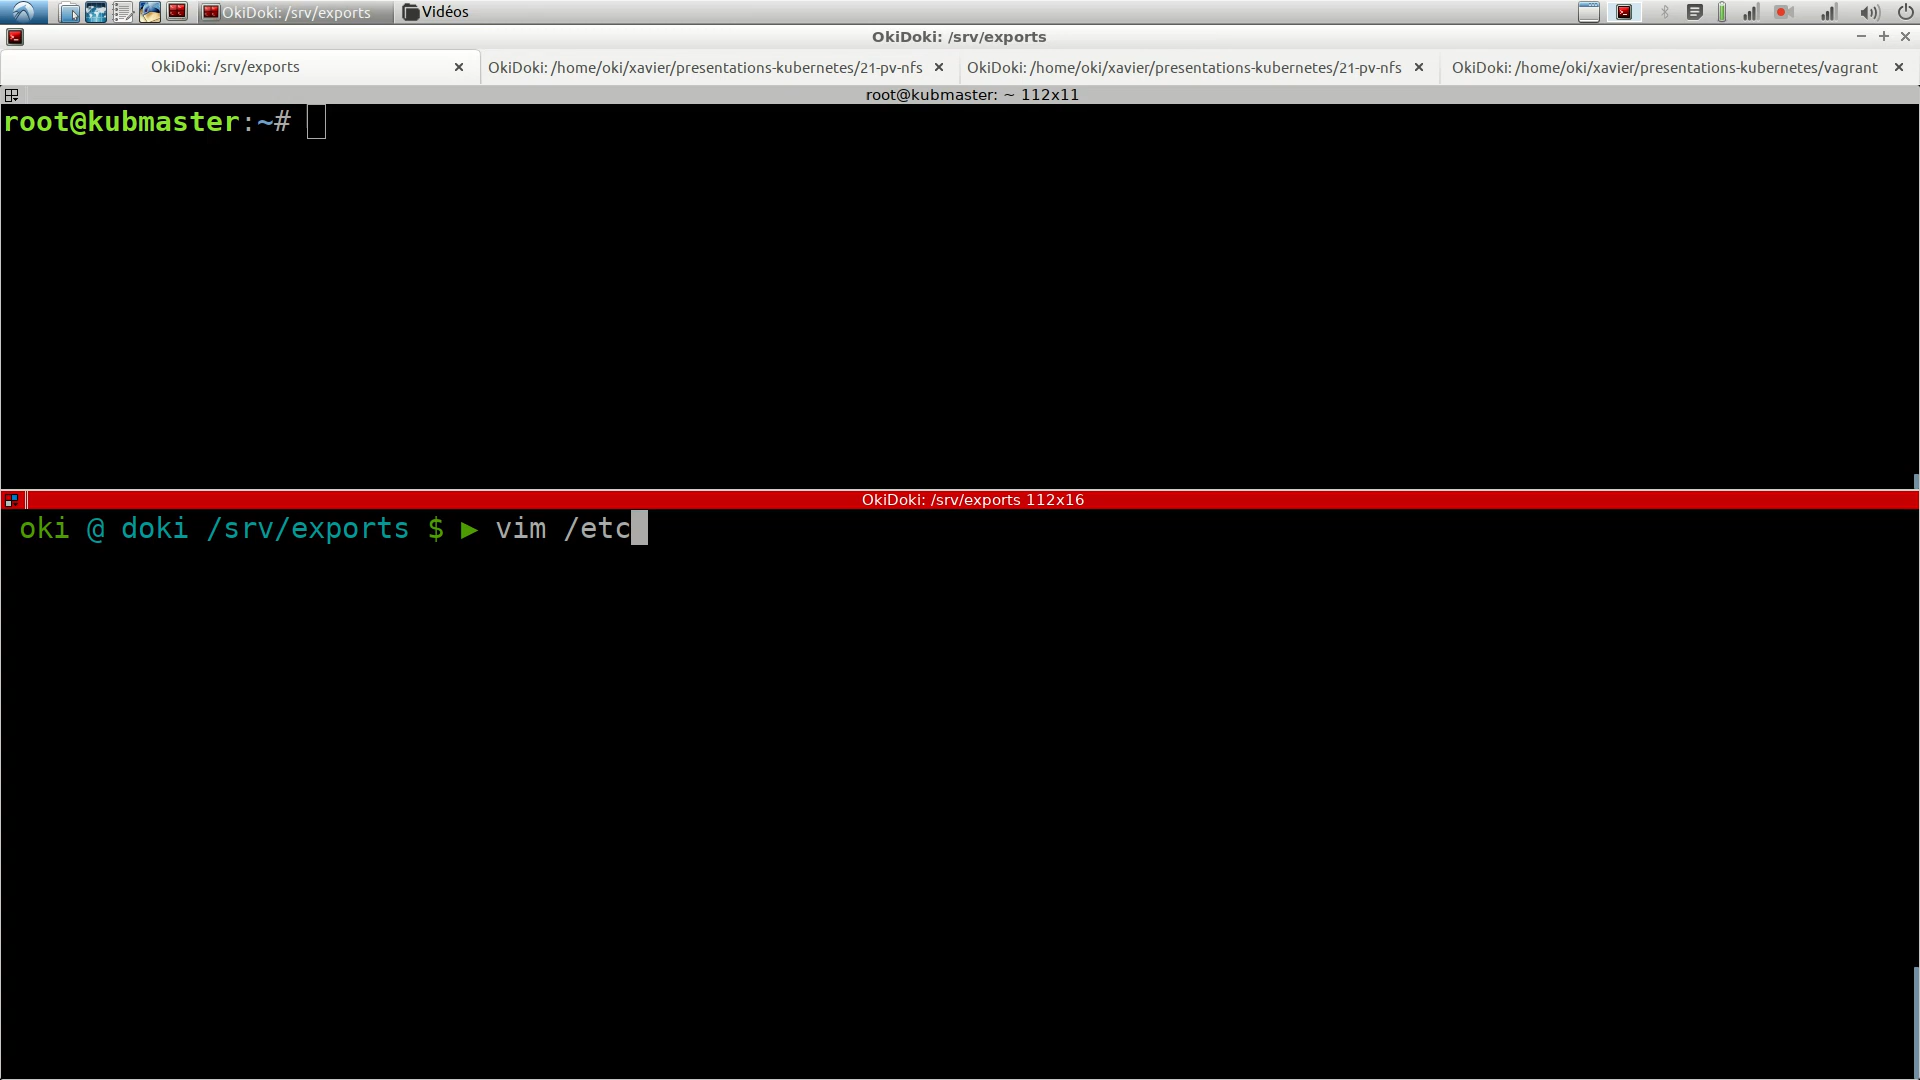 OkiDoki: /srv/exports Vidéos
OkiDoki: /srv/exports
OkiDoki: /srv/exports OkiDoki: /home/oki/xavier/presentations-kubernetes/21-pv-nfs OkiDoki: /home/oki/xavier/presentations-kubernetes/21-pv-nfs OkiDoki: /home/oki/xavier/presentations-kubernetes/vagrant
root@kubmaster: ~ 112x11
root@kubmaster:~#
OkiDoki: /srv/exports 112x16
oki @ doki /srv/exports $ ▶ vim /etc